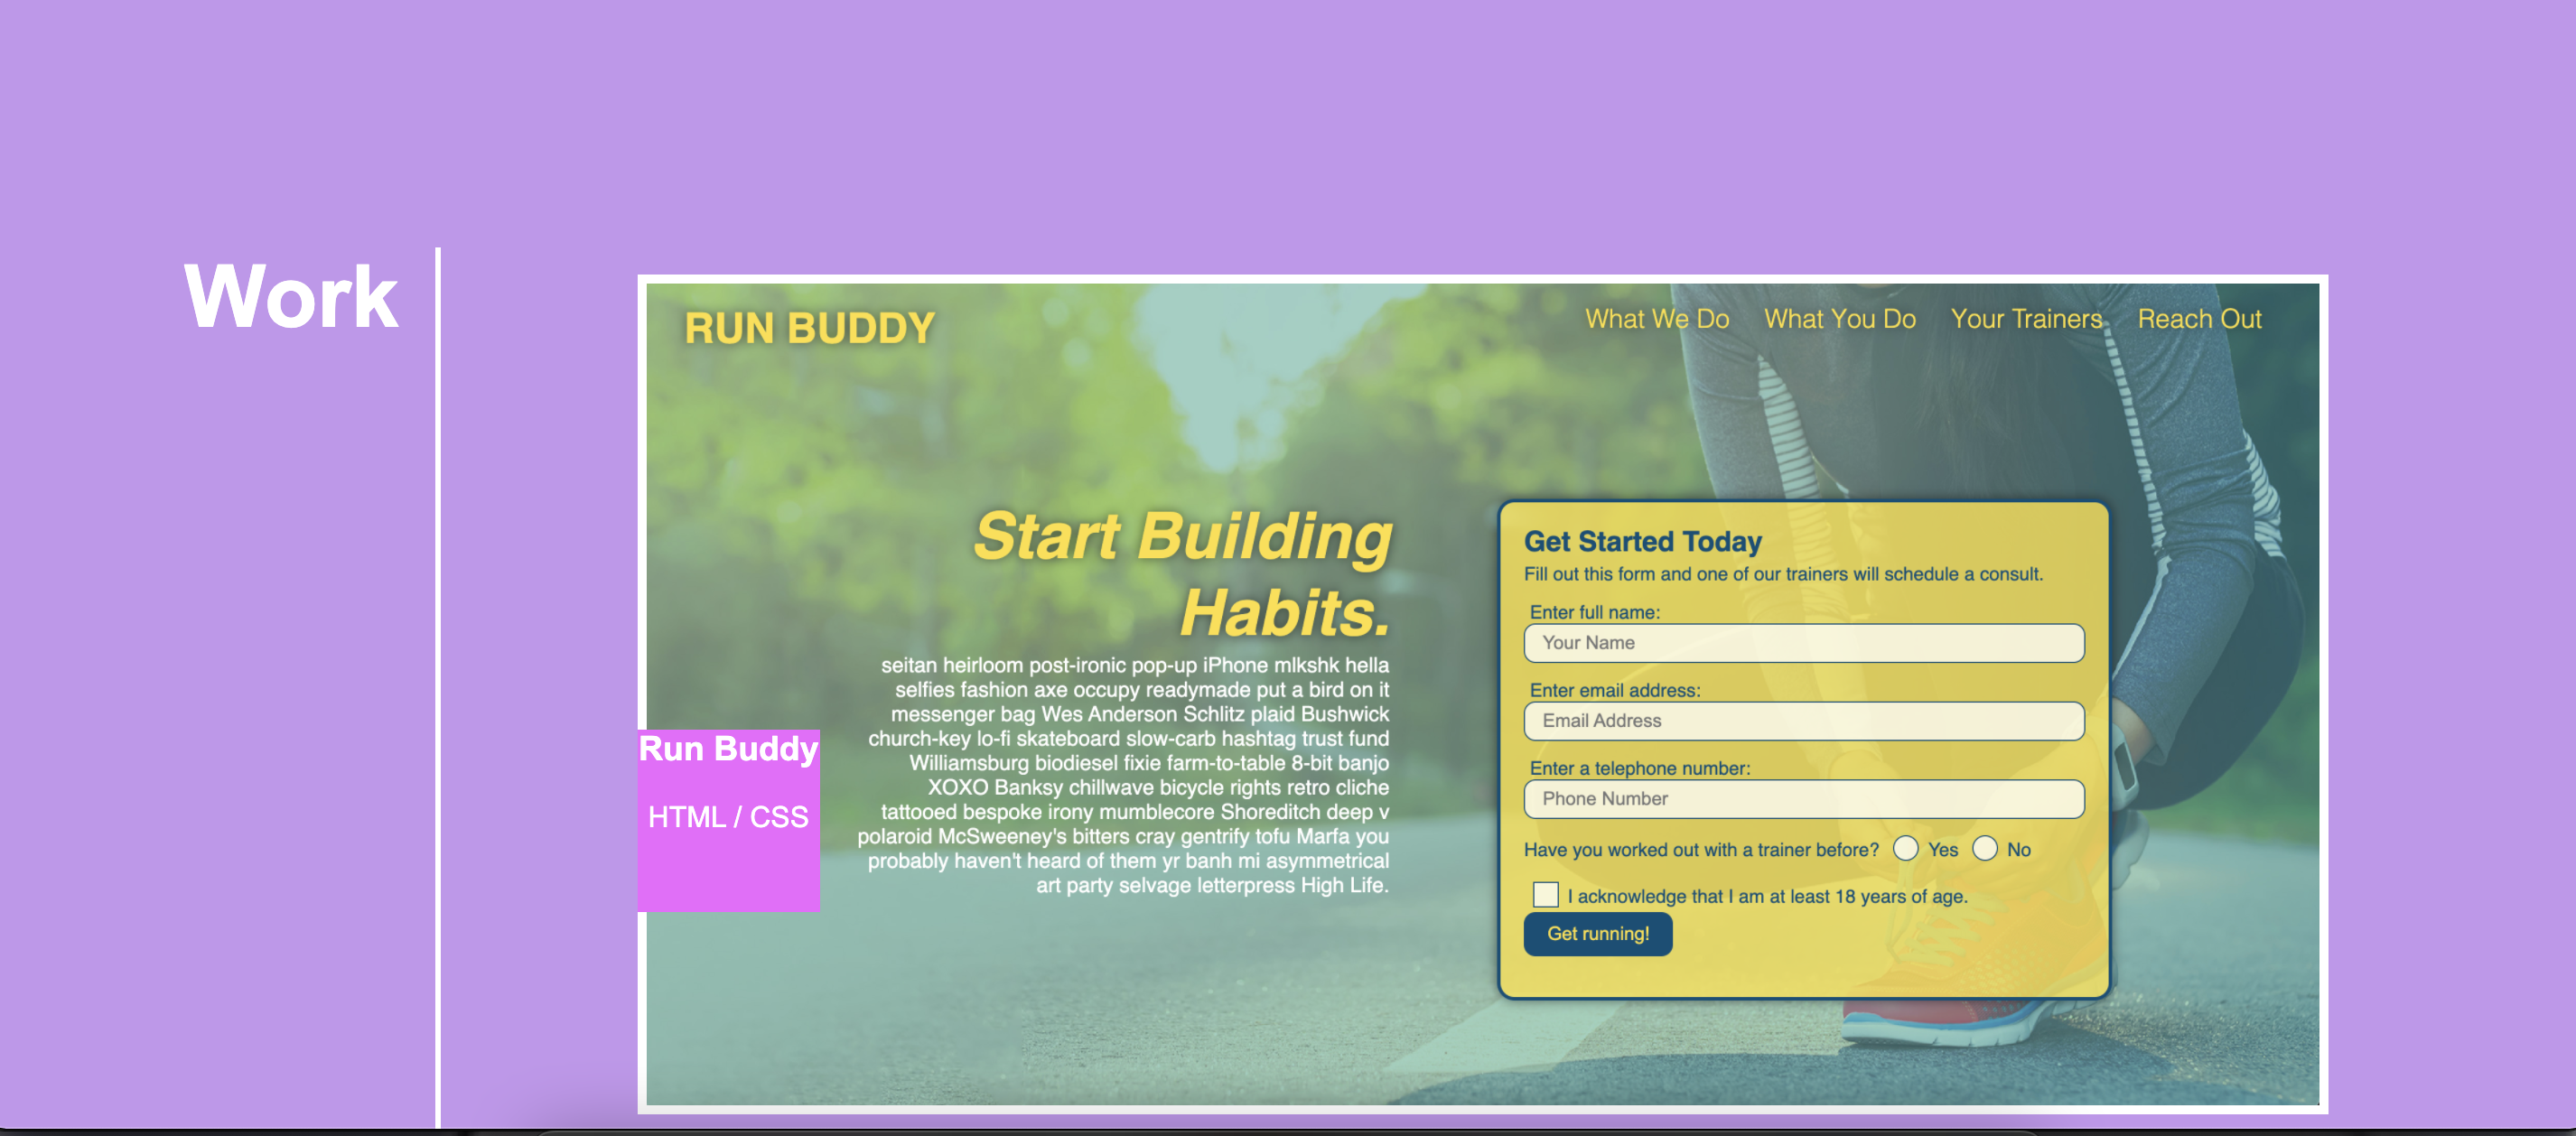 Work
RUN BUDDY
What We Do
What You Do
Your Trainers
Reach Out
Start Building
Habits.
seitan heirloom post-ironic pop-up iPhone mlkshk hella
selfies fashion axe occupy readymade put a bird on it
messenger bag Wes Anderson Schlitz plaid Bushwick
church-key lo-fi skateboard slow-carb hashtag trust fund
Williamsburg biodiesel fixie farm-to-table 8-bit banjo
XOXO Banksy chillwave bicycle rights retro cliche
tattooed bespoke irony mumblecore Shoreditch deep v
polaroid McSweeney's bitters cray gentrify tofu Marfa you
probably haven't heard of them yr banh mi asymmetrical
art party selvage letterpress High Life.
Run Buddy
HTML / CSS
Get Started Today
Fill out this form and one of our trainers will schedule a consult.
Enter full name:
Your Name
Enter email address:
Email Address
Enter a telephone number:
Phone Number
Have you worked out with a trainer before? Yes No
I acknowledge that I am at least 18 years of age.
Get running!